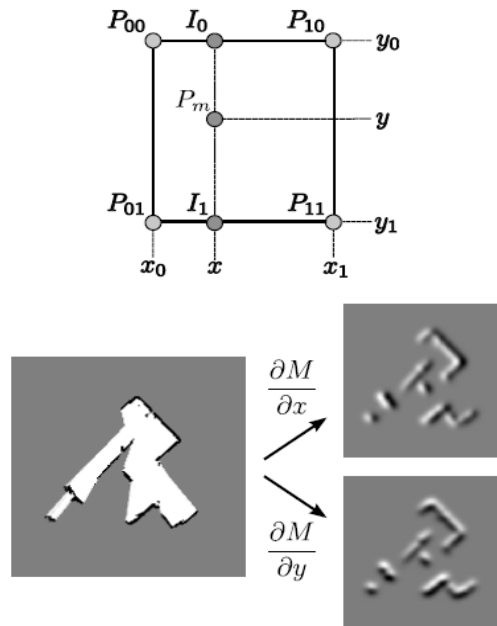 P₀₀ I₀ P₁₀
y₀
Pₘ
y
P₀₁ I₁ P₁₁
y₁
x₀ x x₁
∂M
∂x
∂M
∂y